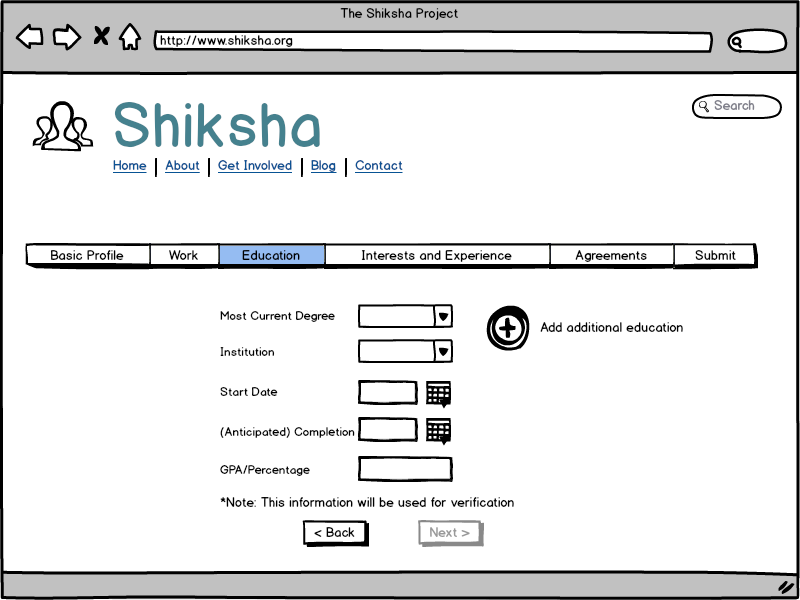 The Shiksha Project
http://www.shiksha.org
Search
Shiksha
Home | About | Get Involved | Blog | Contact
Basic Profile Work Education Interests and Experience Agreements Submit
Most Current Degree
Add additional education
Institution
Start Date
(Anticipated) Completion
GPA/Percentage
*Note: This information will be used for verification
< Back Next >